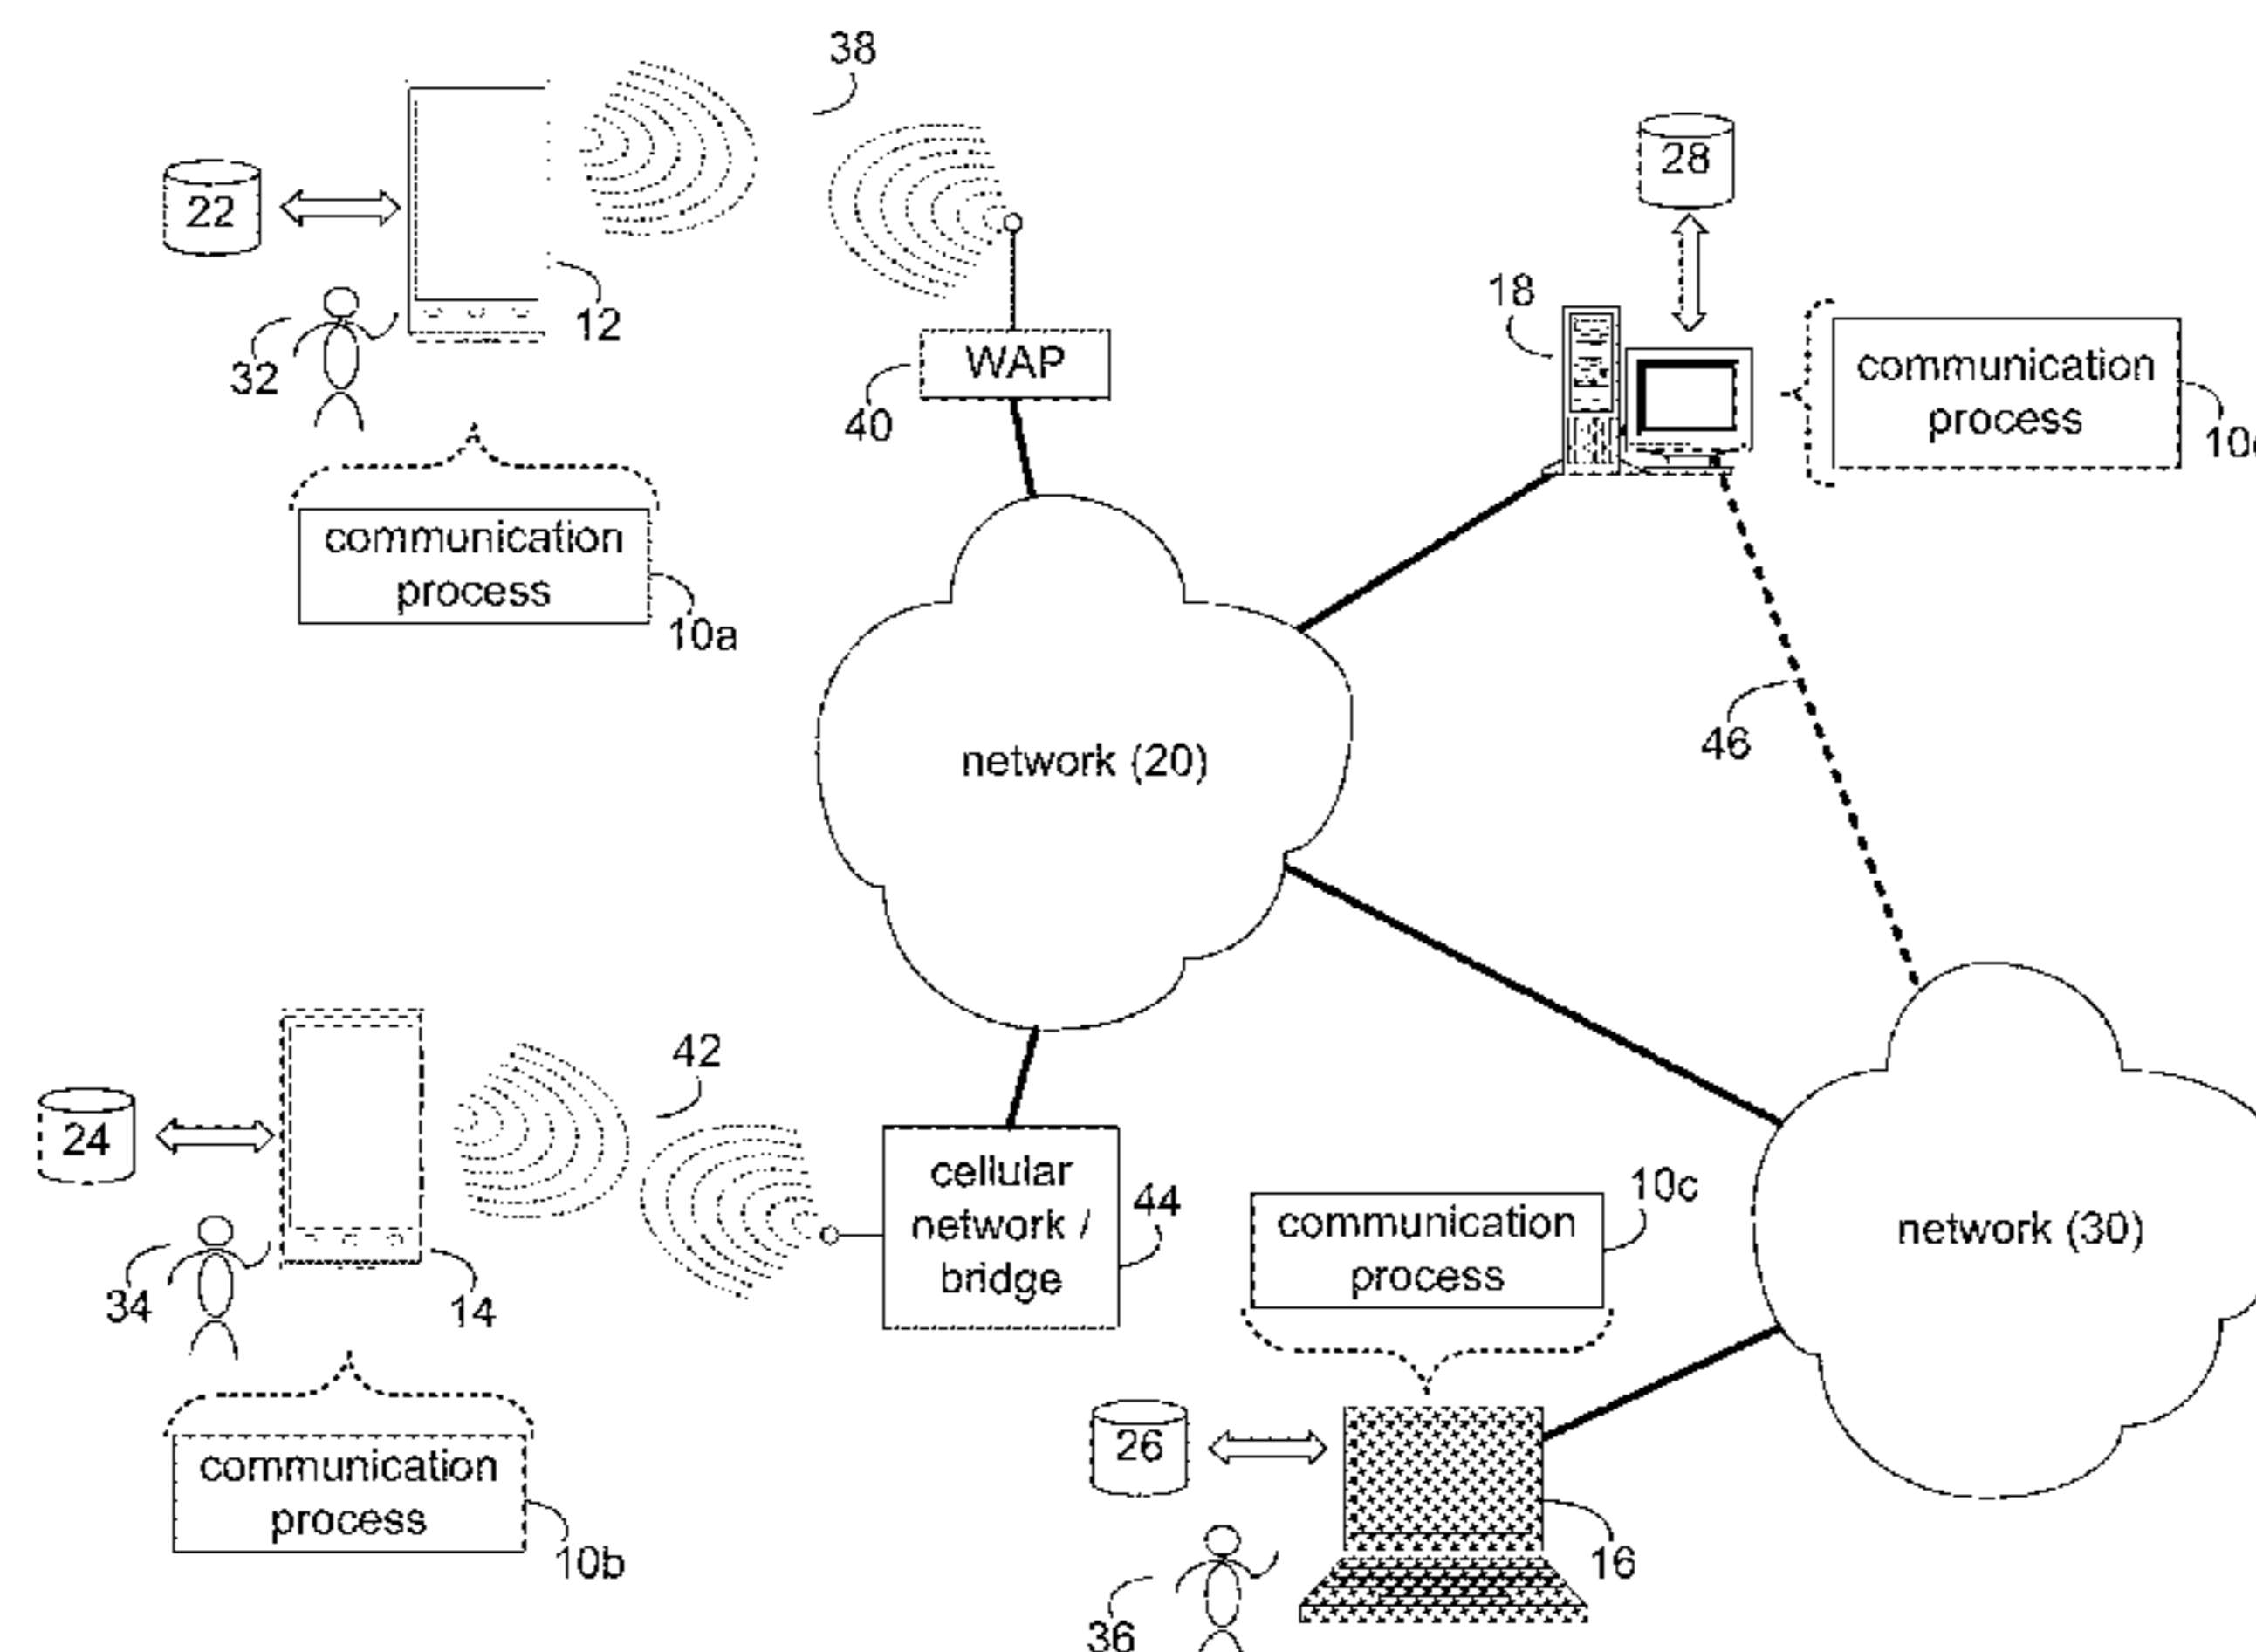 38
28
22
18
12
32
WAP
40
communication
process
10
communication
process
10a
46
network (20)
42
24
cellular
network /
bridge
44
10c
communication
process
network (30)
34
14
26
communication
process
10b
16
36